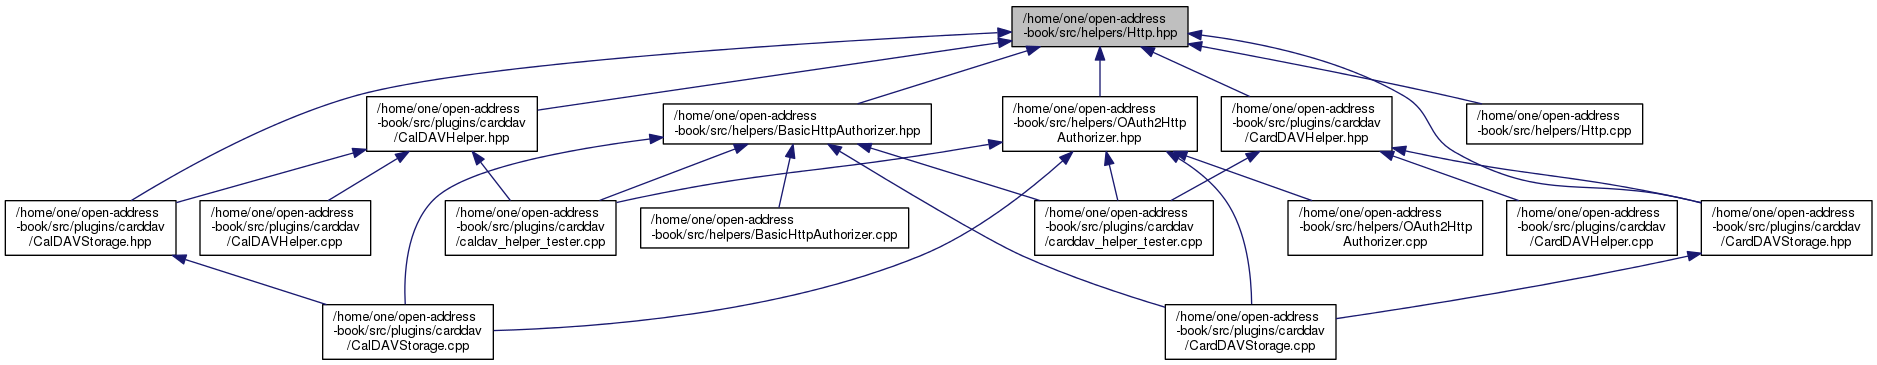 /home/one/open-address
-book/src/helpers/Http.hpp
/home/one/open-address
-book/src/plugins/carddav
/CalDAVHelper.hpp
/home/one/open-address
-book/src/helpers/BasicHttpAuthorizer.hpp
/home/one/open-address
-book/src/helpers/OAuth2Http
Authorizer.hpp
/home/one/open-address
-book/src/plugins/carddav
/CardDAVHelper.hpp
/home/one/open-address
-book/src/helpers/Http.cpp
/home/one/open-address
-book/src/plugins/carddav
/CalDAVStorage.hpp
/home/one/open-address
-book/src/plugins/carddav
/CalDAVHelper.cpp
/home/one/open-address
-book/src/plugins/carddav
/caldav_helper_tester.cpp
/home/one/open-address
-book/src/helpers/BasicHttpAuthorizer.cpp
/home/one/open-address
-book/src/plugins/carddav
/carddav_helper_tester.cpp
/home/one/open-address
-book/src/helpers/OAuth2Http
Authorizer.cpp
/home/one/open-address
-book/src/plugins/carddav
/CardDAVHelper.cpp
/home/one/open-address
-book/src/plugins/carddav
/CardDAVStorage.hpp
/home/one/open-address
-book/src/plugins/carddav
/CalDAVStorage.cpp
/home/one/open-address
-book/src/plugins/carddav
/CardDAVStorage.cpp